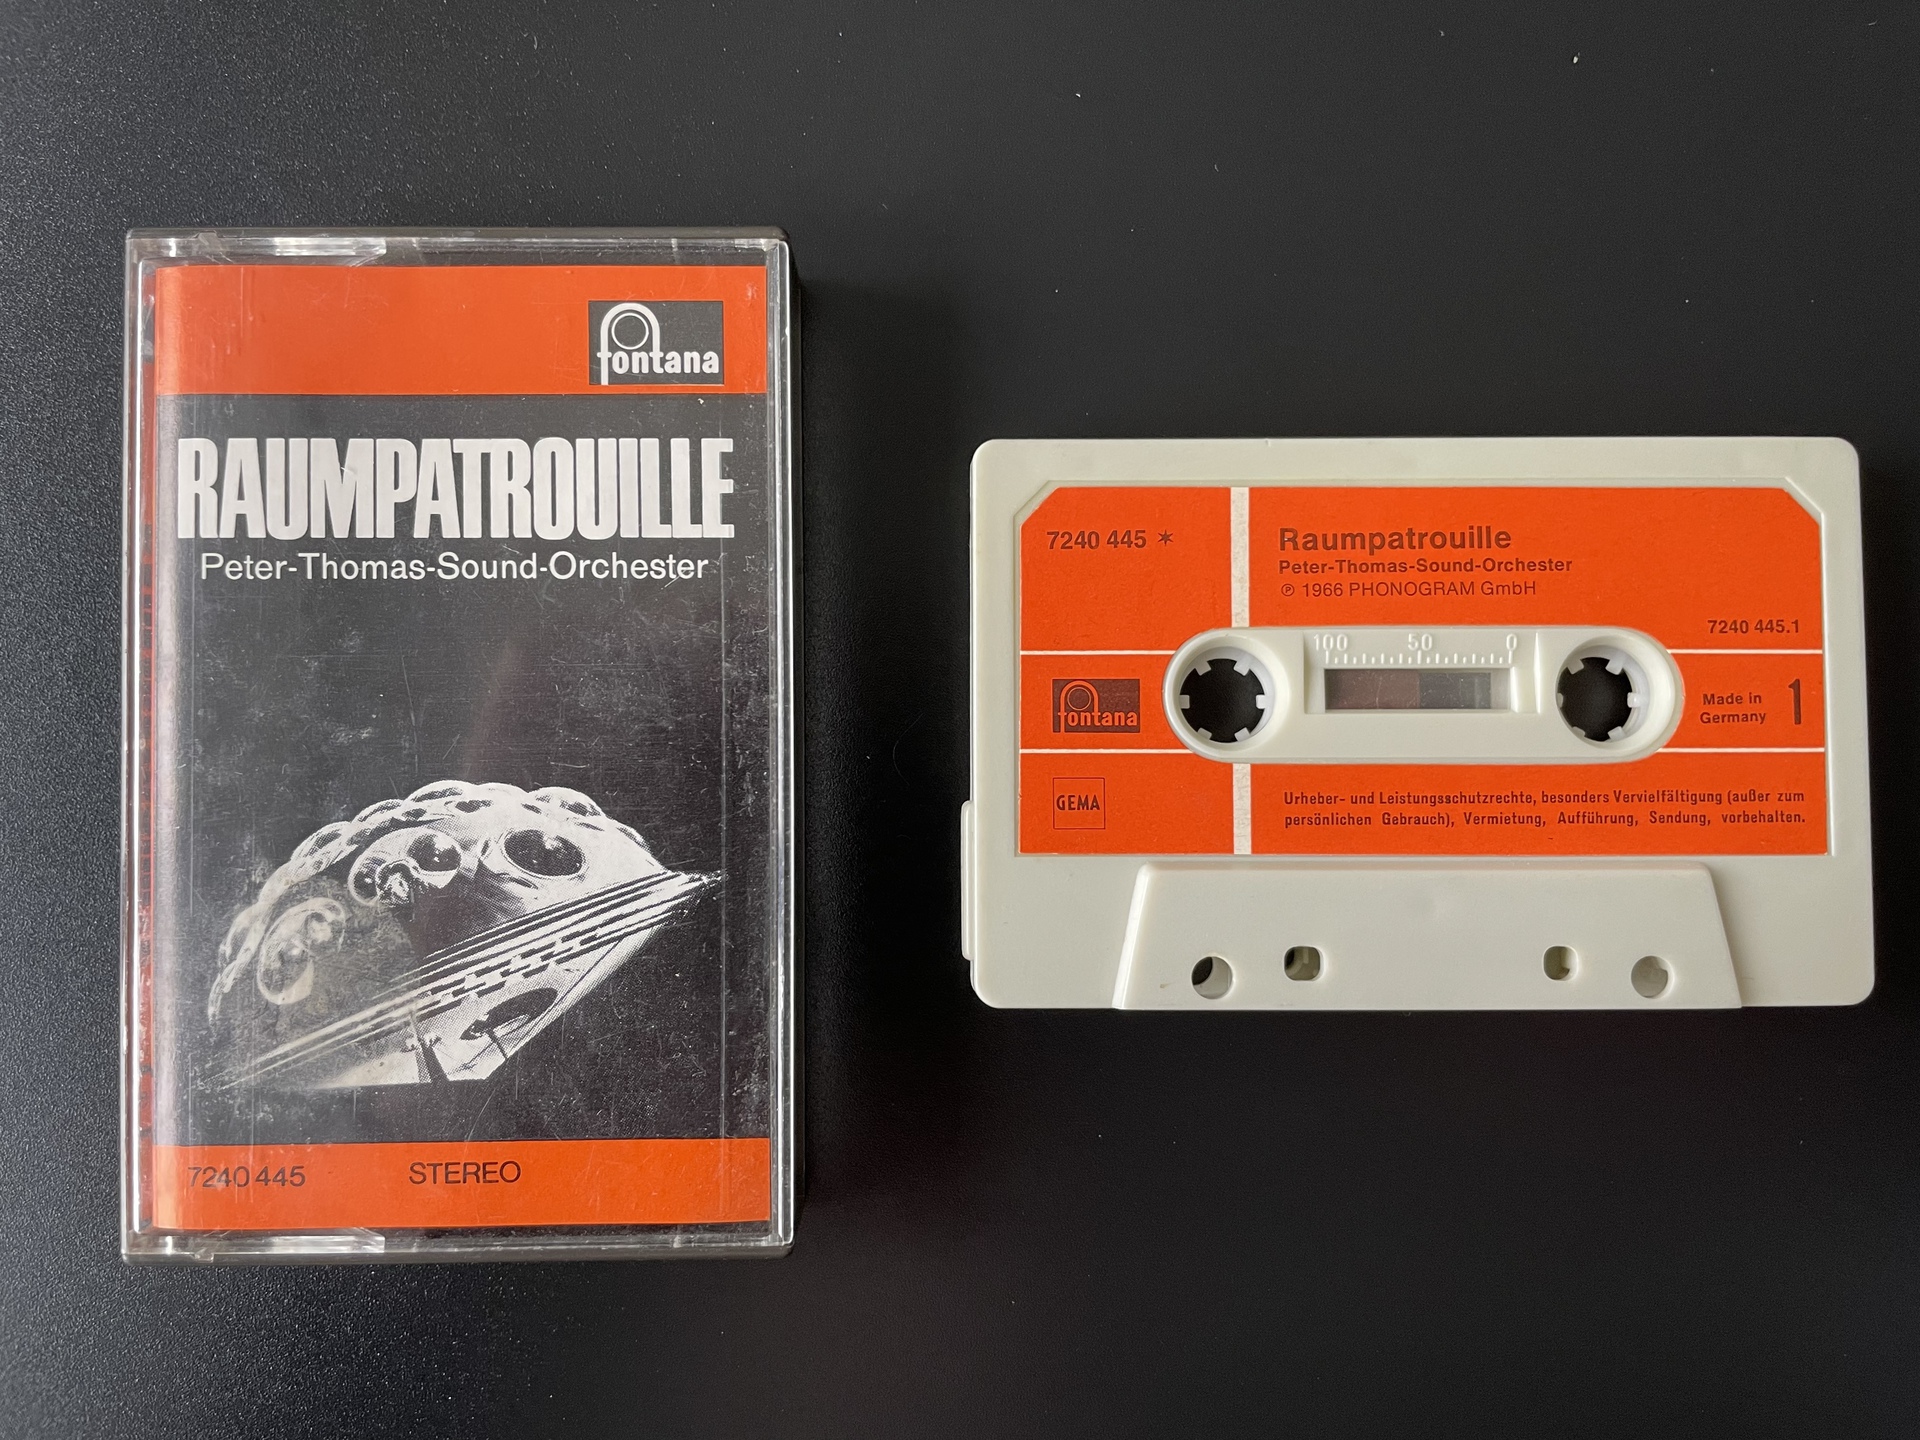 fontana
RAUMPATROUILLE
Peter-Thomas-Sound-Orchester
7240 445 STEREO
7240 445 * Raumpatrouille
Peter-Thomas-Sound-Orchester
℗ 1966 PHONOGRAM GmbH
7240 445.1
100 50 0
fontana
Made in
Germany 1
GEMA
Urheber- und Leistungsschutzrechte, besonders Vervielfältigung (außer zum
persönlichen Gebrauch), Vermietung, Aufführung, Sendung, vorbehalten.